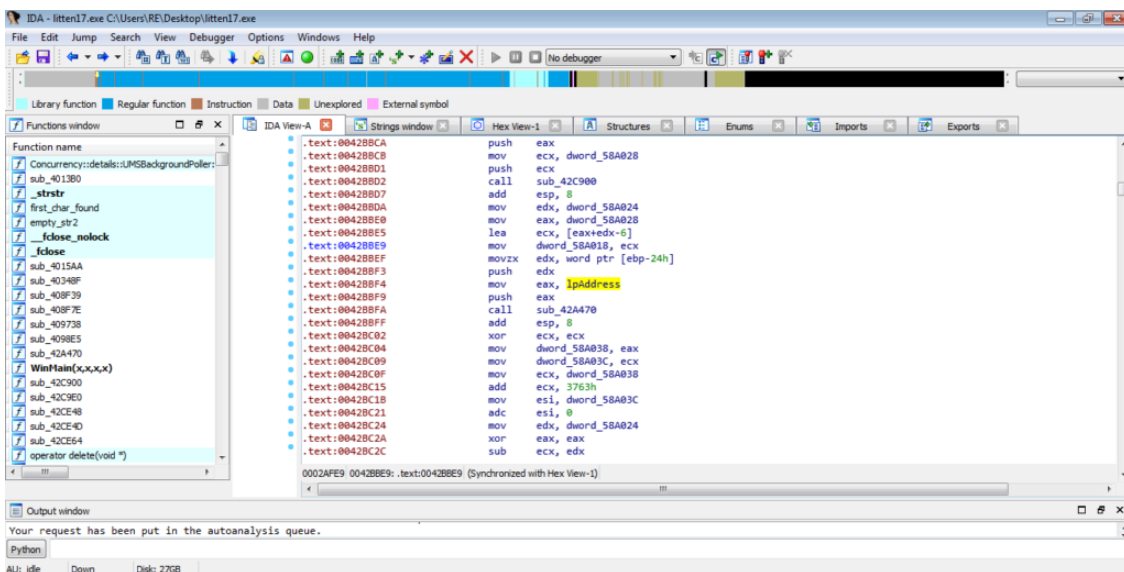 IDA - litten17.exe C:\Users\RE\Desktop\litten17.exe
File Edit Jump Search View Debugger Options Windows Help
No debugger
Library function Regular function Instruction Data Unexplored External symbol
Functions window
IDA View-A Strings window Hex View-1 Structures Enums Imports Exports
Function name
Concurrency::details::UMSBackgroundPoller:
sub_4013B0
_strstr
first_char_found
empty_str2
__fclose_nolock
_fclose
sub_4015AA
sub_40348F
sub_408F39
sub_408F7E
sub_409738
sub_4098E5
sub_42A470
WinMain(x,x,x,x)
sub_42C900
sub_42C9E0
sub_42CE48
sub_42CE4D
sub_42CE64
operator delete(void *)
.text:0042BBCA push eax
.text:0042BBCB mov ecx, dword_58A028
.text:0042BBD1 push ecx
.text:0042BBD2 call sub_42C900
.text:0042BBD7 add esp, 8
.text:0042BBDA mov edx, dword_58A024
.text:0042BBE0 mov eax, dword_58A028
.text:0042BBE5 lea ecx, [eax+edx-6]
.text:0042BBE9 mov dword_58A018, ecx
.text:0042BBEF movzx edx, word ptr [ebp-24h]
.text:0042BBF3 push edx
.text:0042BBF4 mov eax, lpAddress
.text:0042BBF9 push eax
.text:0042BBFA call sub_42A470
.text:0042BBFF add esp, 8
.text:0042BC02 xor ecx, ecx
.text:0042BC04 mov dword_58A038, eax
.text:0042BC09 mov dword_58A03C, ecx
.text:0042BC0F mov ecx, dword_58A038
.text:0042BC15 add ecx, 3763h
.text:0042BC1B mov esi, dword_58A03C
.text:0042BC21 adc esi, 0
.text:0042BC24 mov edx, dword_58A024
.text:0042BC2A xor eax, eax
.text:0042BC2C sub ecx, edx
0002AFE9 0042BBE9: .text:0042BBE9 (Synchronized with Hex View-1)
Output window
Your request has been put in the autoanalysis queue.
Python
AU: idle Down Disk: 27GB